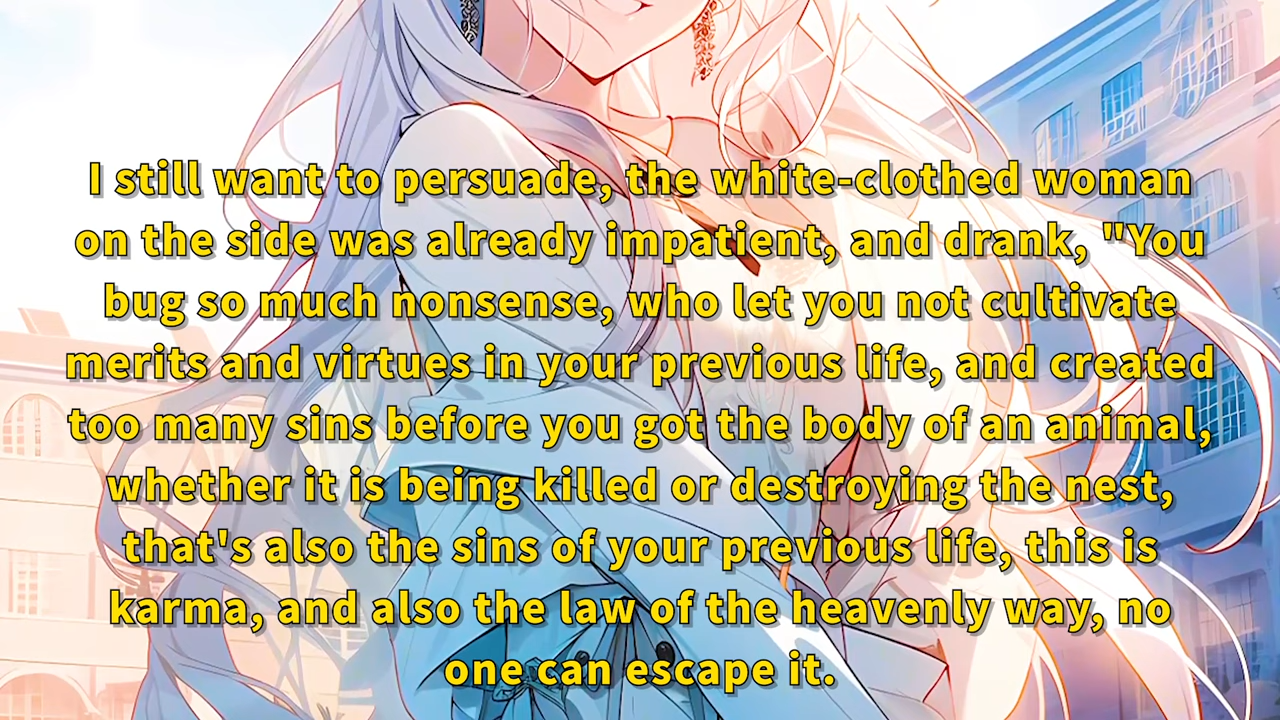 I still want to persuade, the white-clothed woman
on the side was already impatient, and drank, "You
bug so much nonsense, who let you not cultivate
merits and virtues in your previous life, and created
too many sins before you got the body of an animal,
whether it is being killed or destroying the nest,
that's also the sins of your previous life, this is
karma, and also the law of the heavenly way, no
one can escape it.